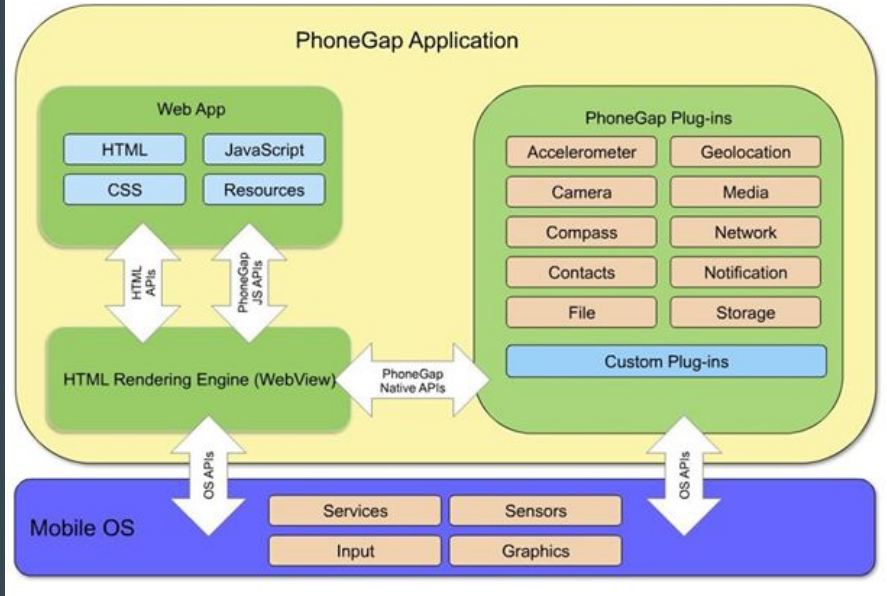 PhoneGap Application
Web App
HTML
JavaScript
CSS
Resources
HTML
APIs
PhoneGap
JS APIs
HTML Rendering Engine (WebView)
PhoneGap
Native APIs
PhoneGap Plug-ins
Accelerometer
Geolocation
Camera
Media
Compass
Network
Contacts
Notification
File
Storage
Custom Plug-ins
OS APIs
OS APIs
Mobile OS
Services
Sensors
Input
Graphics